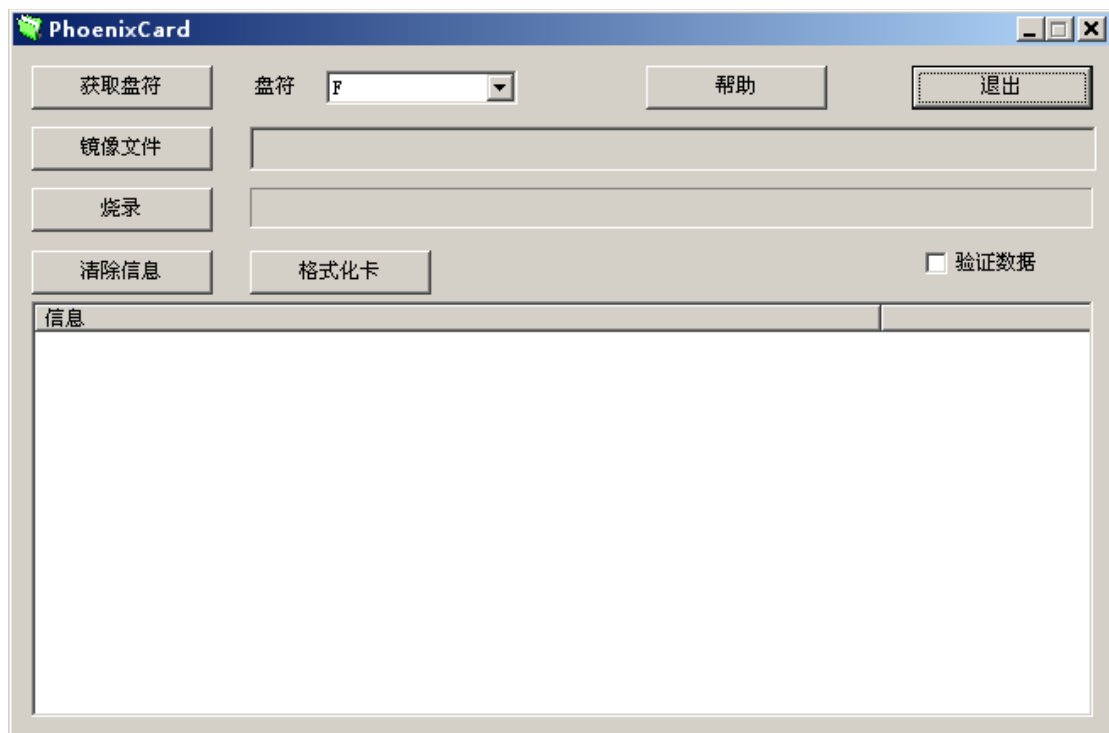 PhoenixCard
获取盘符 盘符 F 帮助 退出
镜像文件
烧录
清除信息 格式化卡 验证数据
信息